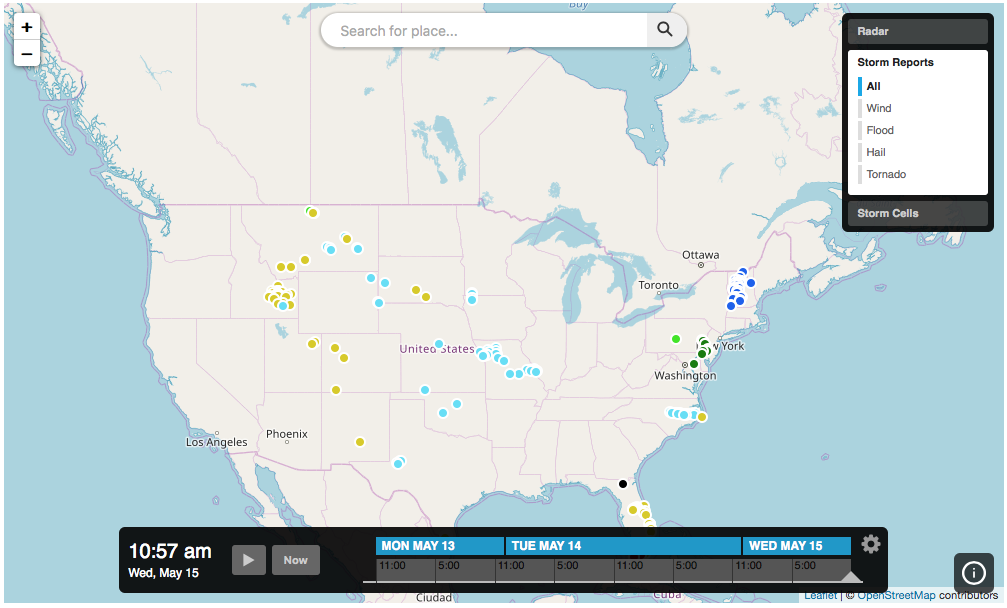 Bay
+
−
Search for place...
Radar
Storm Reports
All
Wind
Flood
Hail
Tornado
Storm Cells
Ottawa
Toronto
United States
w York
Washington
Los Angeles
Phoenix
10:57 am
Wed, May 15
Now
MON MAY 13
TUE MAY 14
WED MAY 15
11:00
5:00
11:00
5:00
11:00
5:00
11:00
5:00
Ciudad
Cuba
Leaflet | © OpenStreetMap contributors